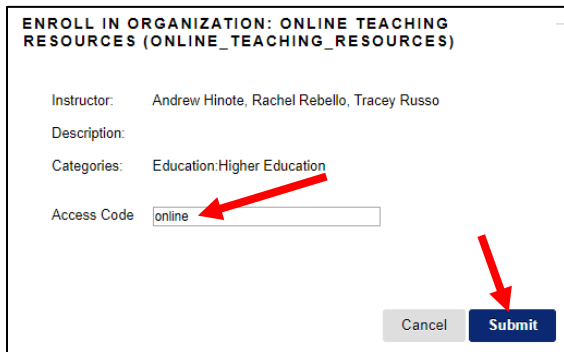 ENROLL IN ORGANIZATION: ONLINE TEACHING
RESOURCES (ONLINE_TEACHING_RESOURCES)
Instructor: Andrew Hinote, Rachel Rebello, Tracey Russo
Description:
Categories: Education:Higher Education
Access Code online
Cancel Submit